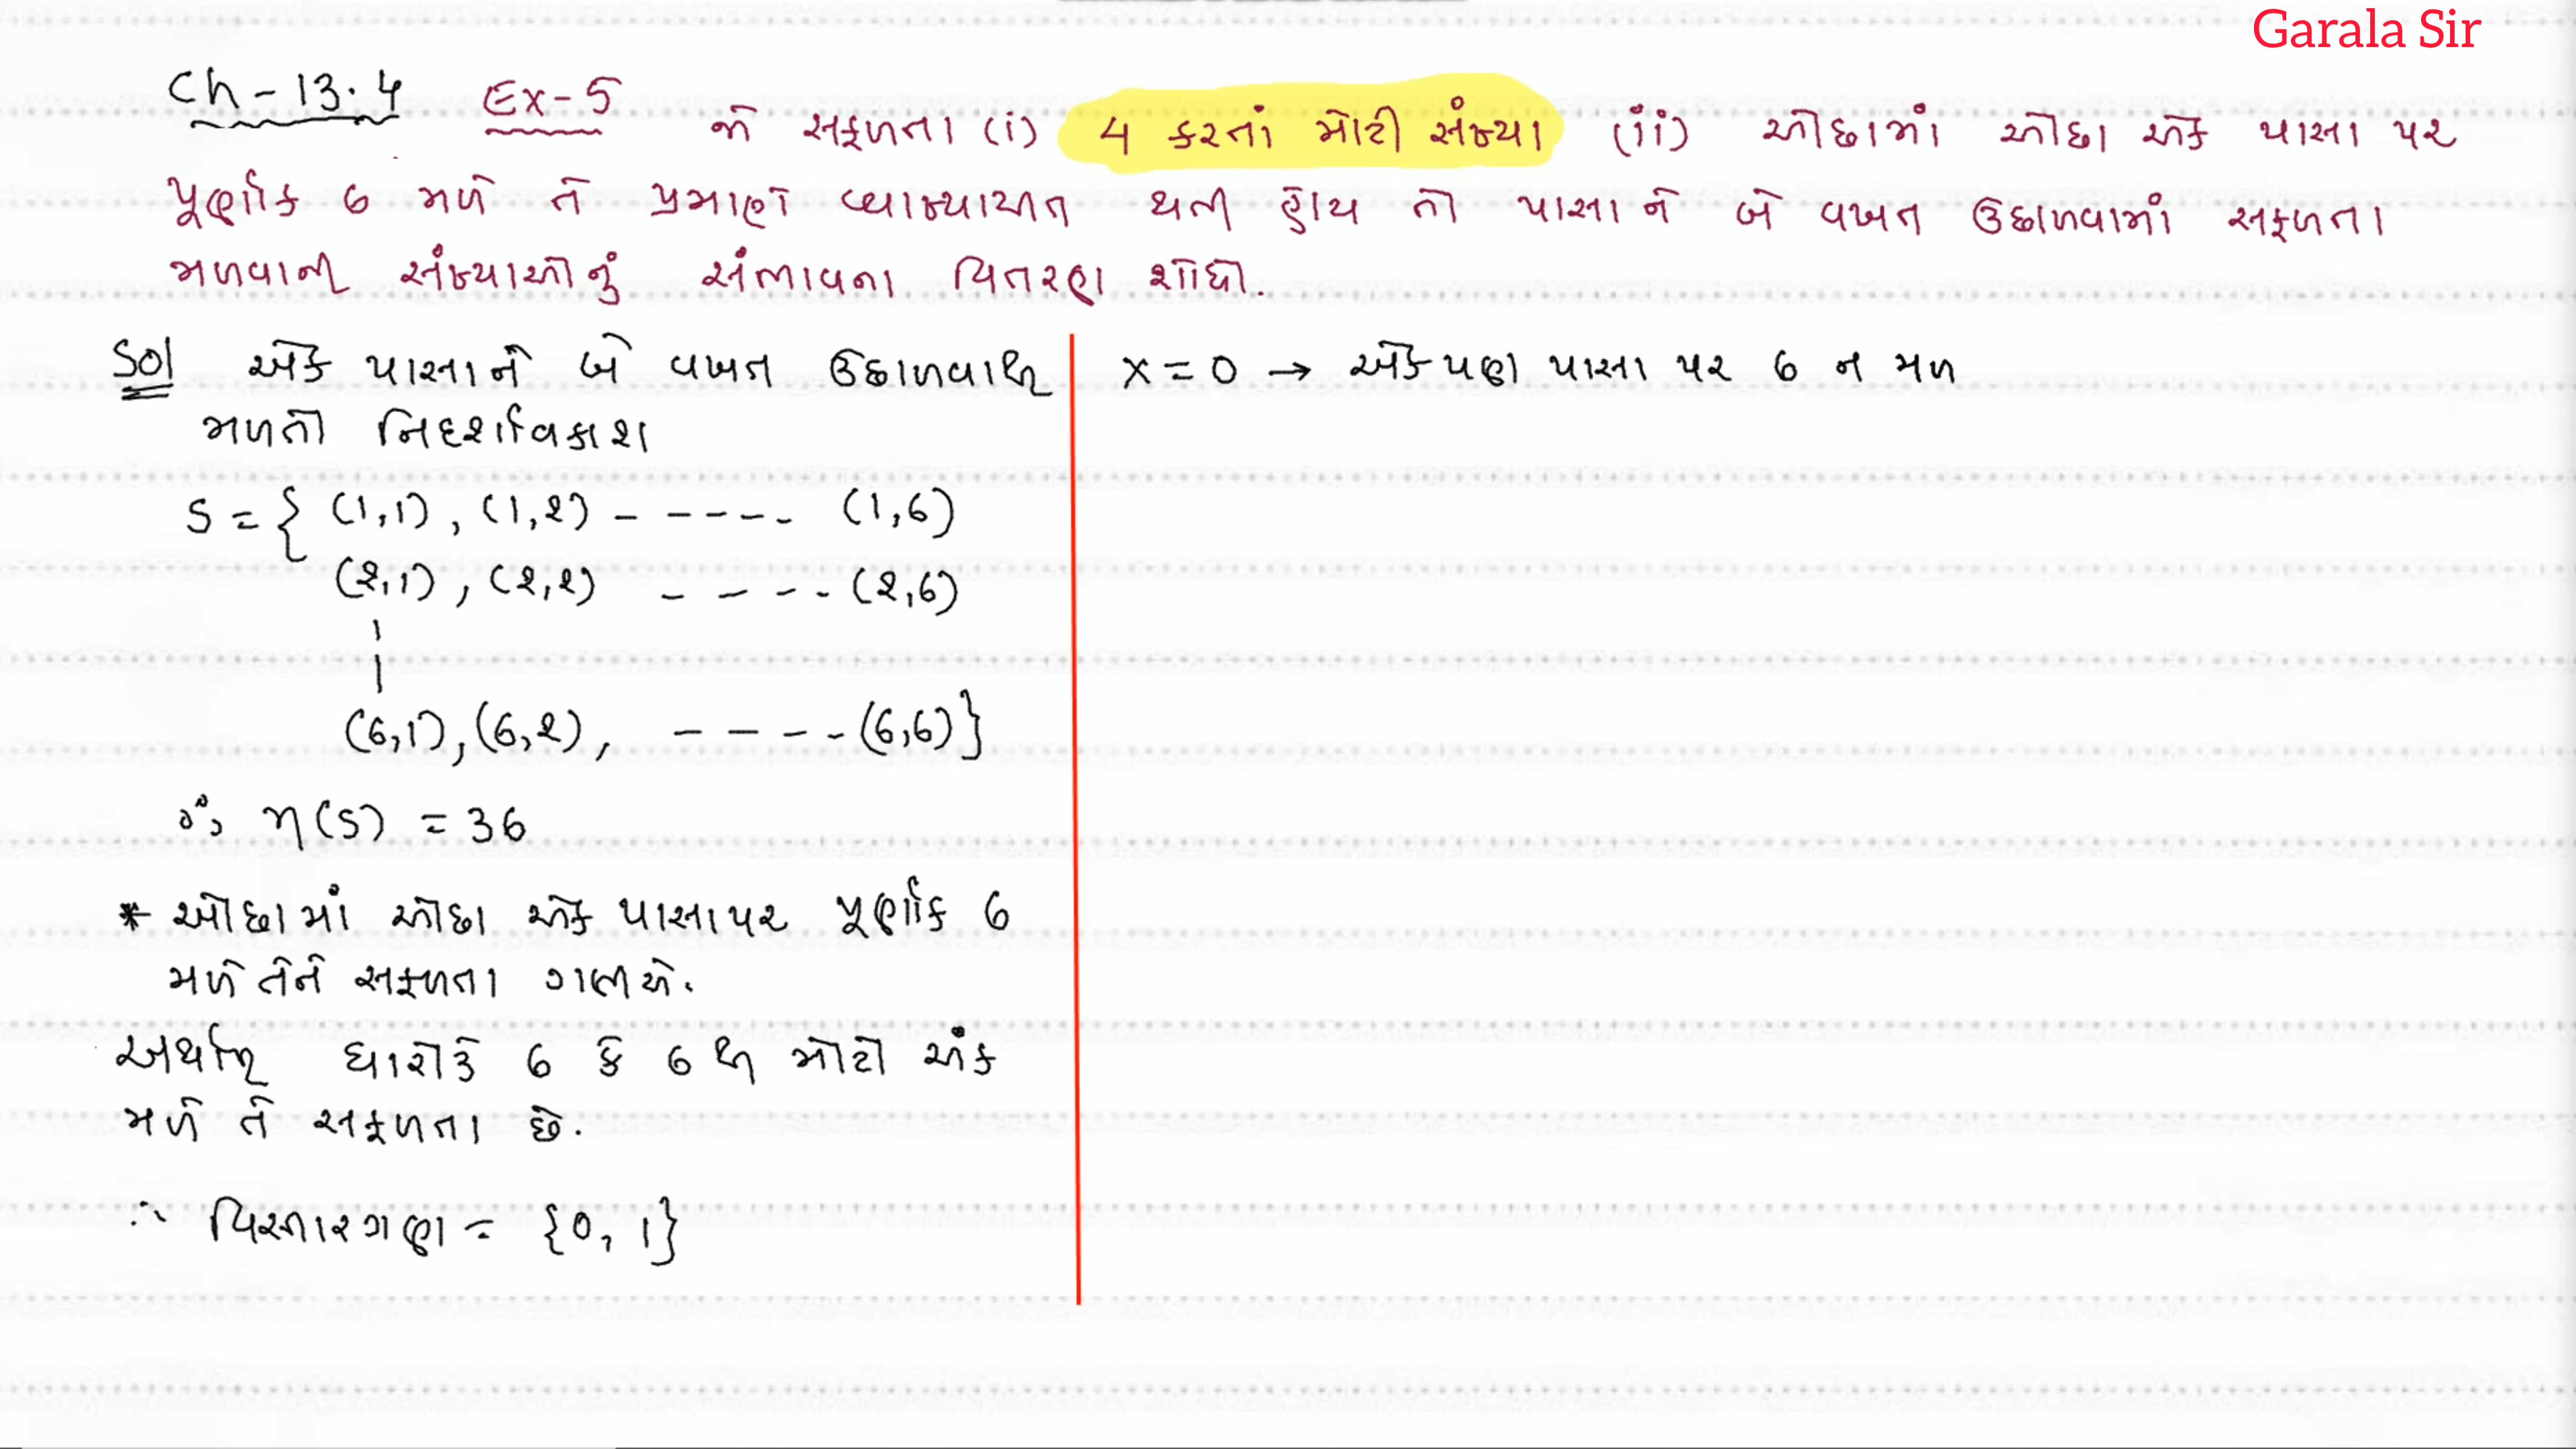 Garala Sir
Ch-13.4 Ex-5 જો સફળતા (i) 4 કરતાં મોટી સંખ્યા (ii) ઓછામાં ઓછા એક પાસા પર
પૂર્ણાંક 6 મળે તે પ્રમાણે વ્યાખ્યાયીત થતી હોય તો પાસાને બે વખત ઉછાળવામાં સફળતા
મળવાની સંખ્યાઓનું સંભાવના વિતરણ શોધો.
Sol એક પાસાને બે વખત ઉછાળવાથી
મળતો નિદર્શાવકાશ
S = { (1,1), (1,2) - ----- (1,6)
(2,1), (2,2) - - - - - (2,6)
(6,1), (6,2), - - - - (6,6)}
∴ n(S) = 36
* ઓછામાં ઓછા એક પાસા પર પૂર્ણાંક 6
મળે તેને સફળતા ગણીયે.
અર્થાત્ ધારોકે 6 કે 6 થી મોટો અંક
મળે તે સફળતા છે.
∴ વિસ્તારગણ = {0, 1}
x = 0 → એકપણ પાસા પર 6 ન મળે